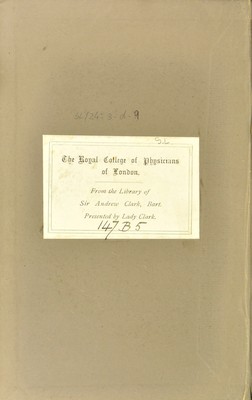 The Royal College of Physicians
of London.
From the Library of
Sir Andrew Clark, Bart.
Presented by Lady Clark.
147.B.5